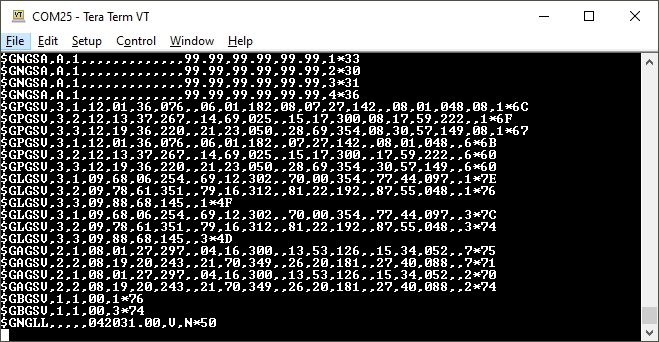 COM25 - Tera Term VT
File Edit Setup Control Window Help
$GNGSA,A,1,,,,,,,,,,,,,99.99,99.99,99.99,1*33
$GNGSA,A,1,,,,,,,,,,,,,99.99,99.99,99.99,2*30
$GNGSA,A,1,,,,,,,,,,,,,99.99,99.99,99.99,3*31
$GNGSA,A,1,,,,,,,,,,,,,99.99,99.99,99.99,4*36
$GPGSV,3,1,12,01,36,076,,06,01,182,08,07,27,142,,08,01,048,08,1*6C
$GPGSV,3,2,12,13,37,267,,14,69,025,,15,17,300,08,17,59,222,,1*6F
$GPGSV,3,3,12,19,36,220,,21,23,050,,28,69,354,08,30,57,149,08,1*67
$GPGSV,3,1,12,01,36,076,,06,01,182,,07,27,142,,08,01,048,,6*6B
$GPGSV,3,2,12,13,37,267,,14,69,025,,15,17,300,,17,59,222,,6*60
$GPGSV,3,3,12,19,36,220,,21,23,050,,28,69,354,,30,57,149,,6*60
$GLGSV,3,1,09,68,06,254,,69,12,302,,70,00,354,,77,44,097,,1*7E
$GLGSV,3,2,09,78,61,351,,79,16,312,,81,22,192,,87,55,048,,1*76
$GLGSV,3,3,09,88,68,145,,1*4F
$GLGSV,3,1,09,68,06,254,,69,12,302,,70,00,354,,77,44,097,,3*7C
$GLGSV,3,2,09,78,61,351,,79,16,312,,81,22,192,,87,55,048,,3*74
$GLGSV,3,3,09,88,68,145,,3*4D
$GAGSV,2,1,08,01,27,297,,04,16,300,,13,53,126,,15,34,052,,7*75
$GAGSV,2,2,08,19,20,243,,21,70,349,,26,20,181,,27,40,088,,7*71
$GAGSV,2,1,08,01,27,297,,04,16,300,,13,53,126,,15,34,052,,2*70
$GAGSV,2,2,08,19,20,243,,21,70,349,,26,20,181,,27,40,088,,2*74
$GBGSV,1,1,00,1*76
$GBGSV,1,1,00,3*74
$GNGLL,,,,,042031.00,V,N*50